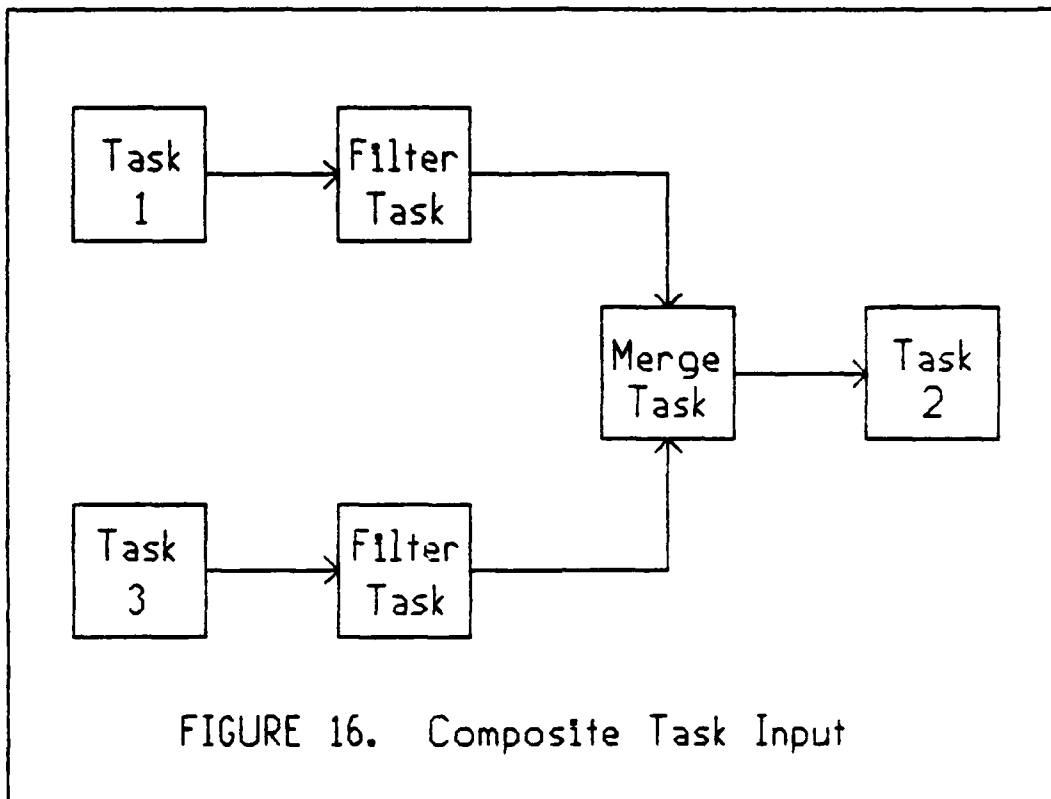 Task
1
Filter
Task
Merge
Task
Task
2
Task
3
Filter
Task
FIGURE 16. Composite Task Input